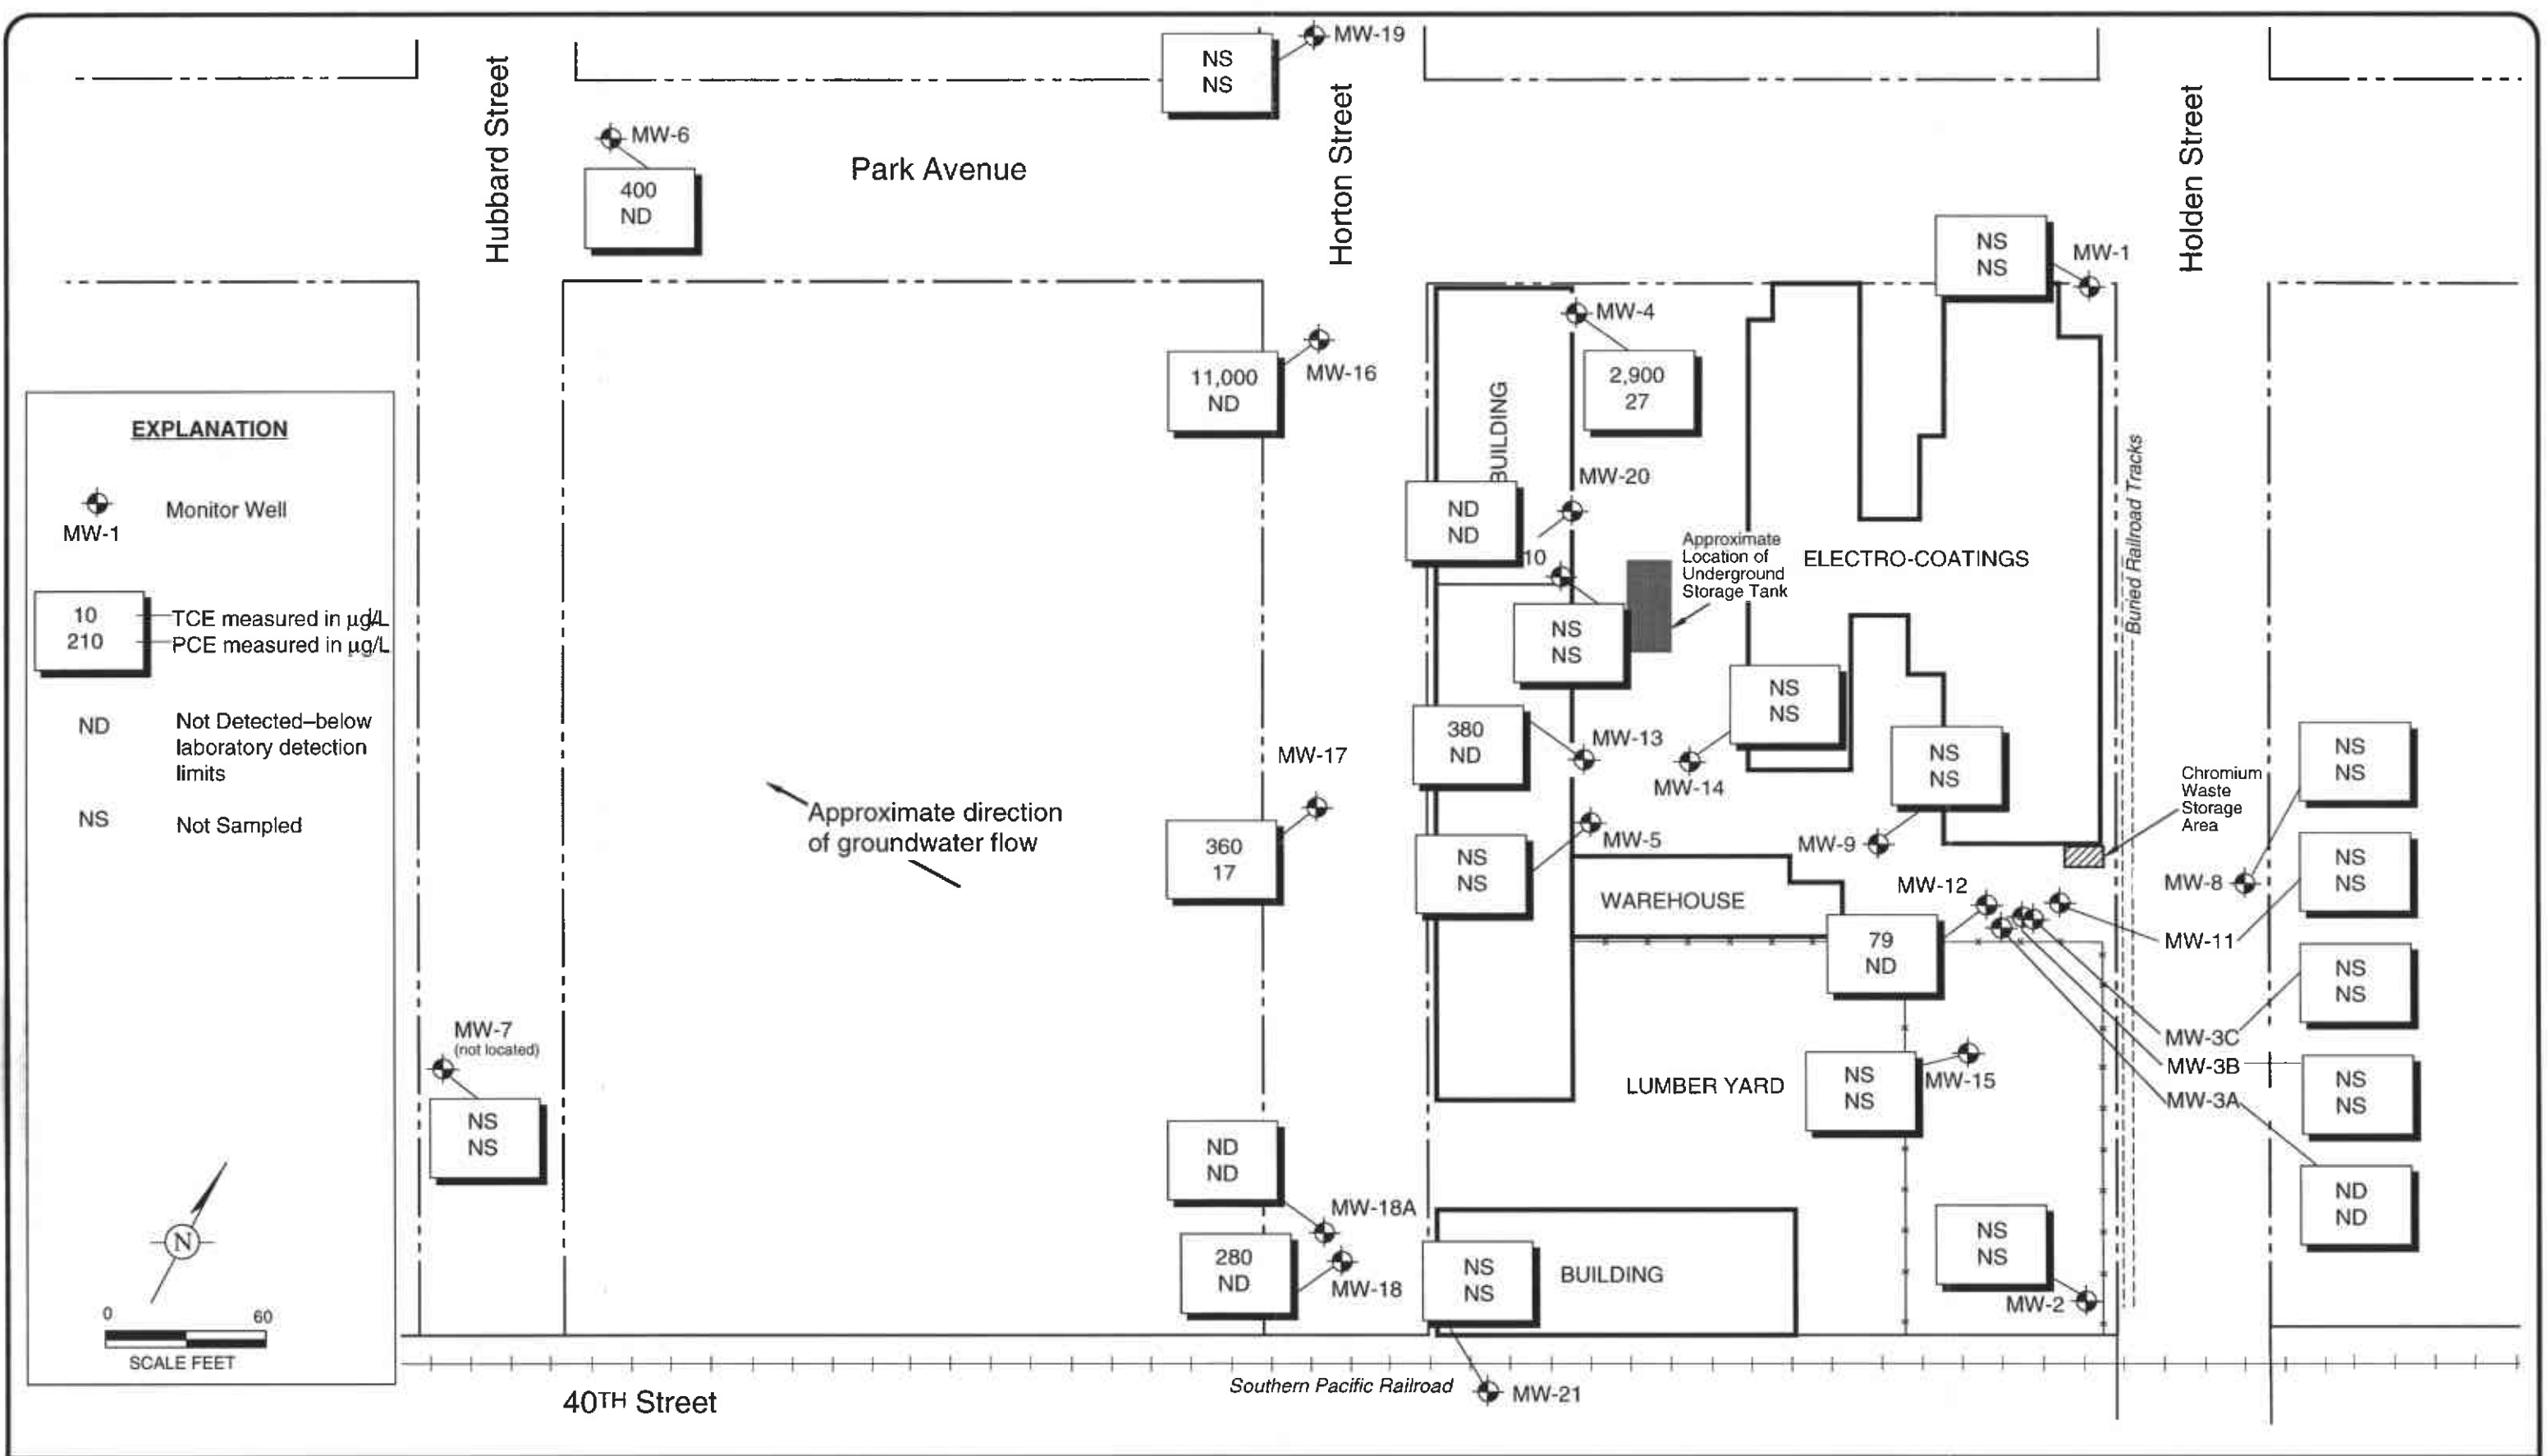 NS
NS
MW-19
Hubbard Street
Horton Street
Holden Street
MW-6
400
ND
Park Avenue
NS
NS
MW-1
MW-4
2,900
27
11,000
ND
MW-16
BUILDING
MW-20
ND
ND
10
NS
NS
Approximate
Location of
Underground
Storage Tank
ELECTRO-COATINGS
Buried Railroad Tracks
EXPLANATION
MW-1
Monitor Well
10
210
TCE measured in µg/L
PCE measured in µg/L
ND
Not Detected–below
laboratory detection
limits
NS
Not Sampled
N
0
60
SCALE FEET
NS
NS
380
ND
MW-13
MW-14
MW-17
360
17
Approximate direction
of groundwater flow
NS
NS
MW-5
NS
NS
MW-9
WAREHOUSE
Chromium
Waste
Storage
Area
MW-8
NS
NS
MW-12
79
ND
MW-11
NS
NS
MW-3C
NS
NS
MW-3B
NS
NS
MW-3A
ND
ND
MW-7
(not located)
NS
NS
LUMBER YARD
NS
NS
MW-15
ND
ND
MW-18A
280
ND
MW-18
NS
NS
BUILDING
NS
NS
MW-2
Southern Pacific Railroad
MW-21
40TH Street